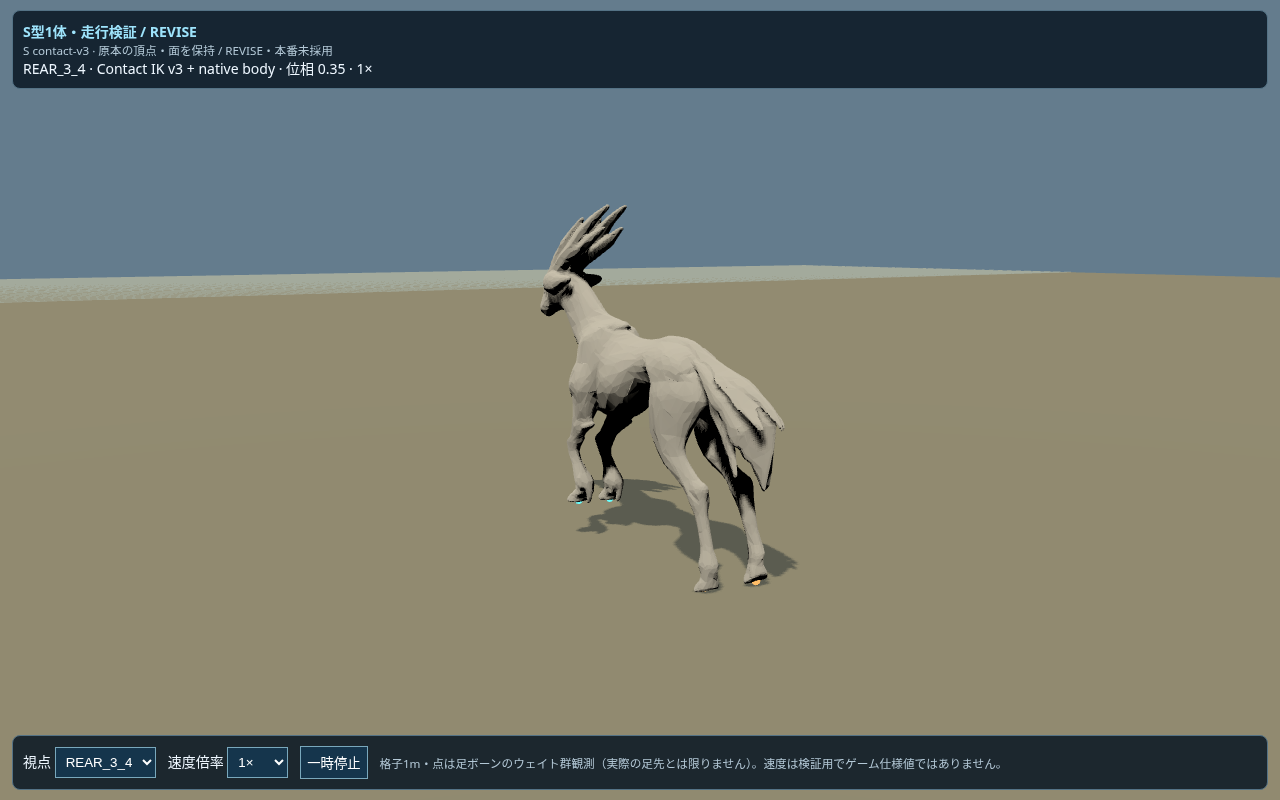 S型1体・走行検証 / REVISE
S contact-v3 · 原本の頂点・面を保持 / REVISE・本番未採用
REAR_3_4 · Contact IK v3 + native body · 位相 0.35 · 1×
視点 REAR_3_4 速度倍率 1× 一時停止 格子1m・点は足ボーンのウェイト群観測（実際の足先とは限りません）。速度は検証用でゲーム仕様値ではありません。